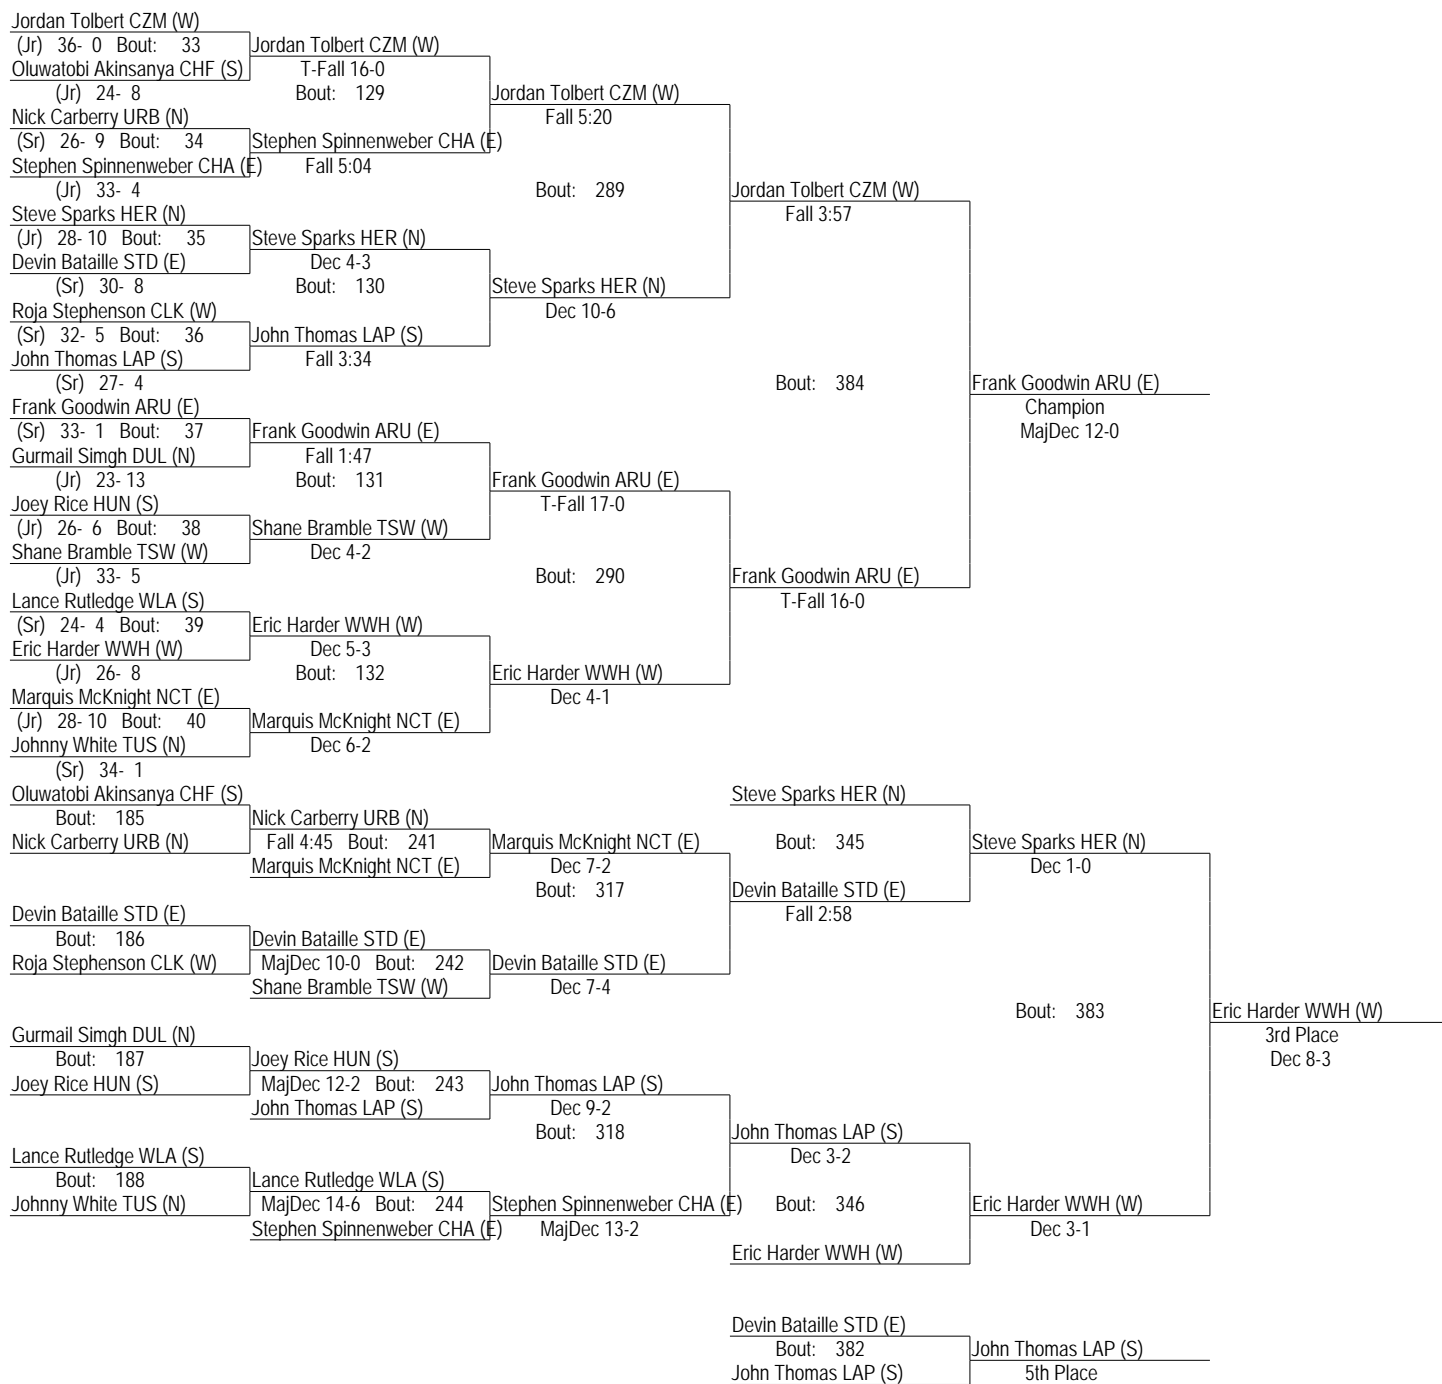 Jordan Tolbert CZM (W)
(Jr) 36- 0 Bout: 33
Oluwatobi Akinsanya CHF (S)
(Jr) 24- 8
Nick Carberry URB (N)
(Sr) 26- 9 Bout: 34
Stephen Spinnenweber CHA (E)
(Jr) 33- 4
Steve Sparks HER (N)
(Jr) 28- 10 Bout: 35
Devin Bataille STD (E)
(Sr) 30- 8
Roja Stephenson CLK (W)
(Sr) 32- 5 Bout: 36
John Thomas LAP (S)
(Sr) 27- 4
Frank Goodwin ARU (E)
(Sr) 33- 1 Bout: 37
Gurmail Simgh DUL (N)
(Jr) 23- 13
Joey Rice HUN (S)
(Jr) 26- 6 Bout: 38
Shane Bramble TSW (W)
(Jr) 33- 5
Lance Rutledge WLA (S)
(Sr) 24- 4 Bout: 39
Eric Harder WWH (W)
(Jr) 26- 8
Marquis McKnight NCT (E)
(Jr) 28- 10 Bout: 40
Johnny White TUS (N)
(Sr) 34- 1
Jordan Tolbert CZM (W)
T-Fall 16-0
Bout: 129
Stephen Spinnenweber CHA (E)
Fall 5:04
Steve Sparks HER (N)
Dec 4-3
Bout: 130
John Thomas LAP (S)
Fall 3:34
Frank Goodwin ARU (E)
Fall 1:47
Bout: 131
Shane Bramble TSW (W)
Dec 4-2
Eric Harder WWH (W)
Dec 5-3
Bout: 132
Marquis McKnight NCT (E)
Dec 6-2
Jordan Tolbert CZM (W)
Fall 5:20
Bout: 289
Steve Sparks HER (N)
Dec 10-6
Frank Goodwin ARU (E)
T-Fall 17-0
Bout: 290
Eric Harder WWH (W)
Dec 4-1
Jordan Tolbert CZM (W)
Fall 3:57
Bout: 384
Frank Goodwin ARU (E)
T-Fall 16-0
Frank Goodwin ARU (E)
Champion
MajDec 12-0
Oluwatobi Akinsanya CHF (S)
Bout: 185
Nick Carberry URB (N)
Devin Bataille STD (E)
Bout: 186
Roja Stephenson CLK (W)
Gurmail Simgh DUL (N)
Bout: 187
Joey Rice HUN (S)
Lance Rutledge WLA (S)
Bout: 188
Johnny White TUS (N)
Nick Carberry URB (N)
Fall 4:45 Bout: 241
Marquis McKnight NCT (E)
Devin Bataille STD (E)
MajDec 10-0 Bout: 242
Shane Bramble TSW (W)
Joey Rice HUN (S)
MajDec 12-2 Bout: 243
John Thomas LAP (S)
Lance Rutledge WLA (S)
MajDec 14-6 Bout: 244
Stephen Spinnenweber CHA (E)
Marquis McKnight NCT (E)
Dec 7-2
Bout: 317
Devin Bataille STD (E)
Dec 7-4
John Thomas LAP (S)
Dec 9-2
Bout: 318
Stephen Spinnenweber CHA (E)
MajDec 13-2
Steve Sparks HER (N)
Bout: 345
Devin Bataille STD (E)
Fall 2:58
John Thomas LAP (S)
Dec 3-2
Bout: 346
Eric Harder WWH (W)
Steve Sparks HER (N)
Dec 1-0
Bout: 383
Eric Harder WWH (W)
Dec 3-1
Eric Harder WWH (W)
3rd Place
Dec 8-3
Devin Bataille STD (E)
Bout: 382
John Thomas LAP (S)
John Thomas LAP (S)
5th Place